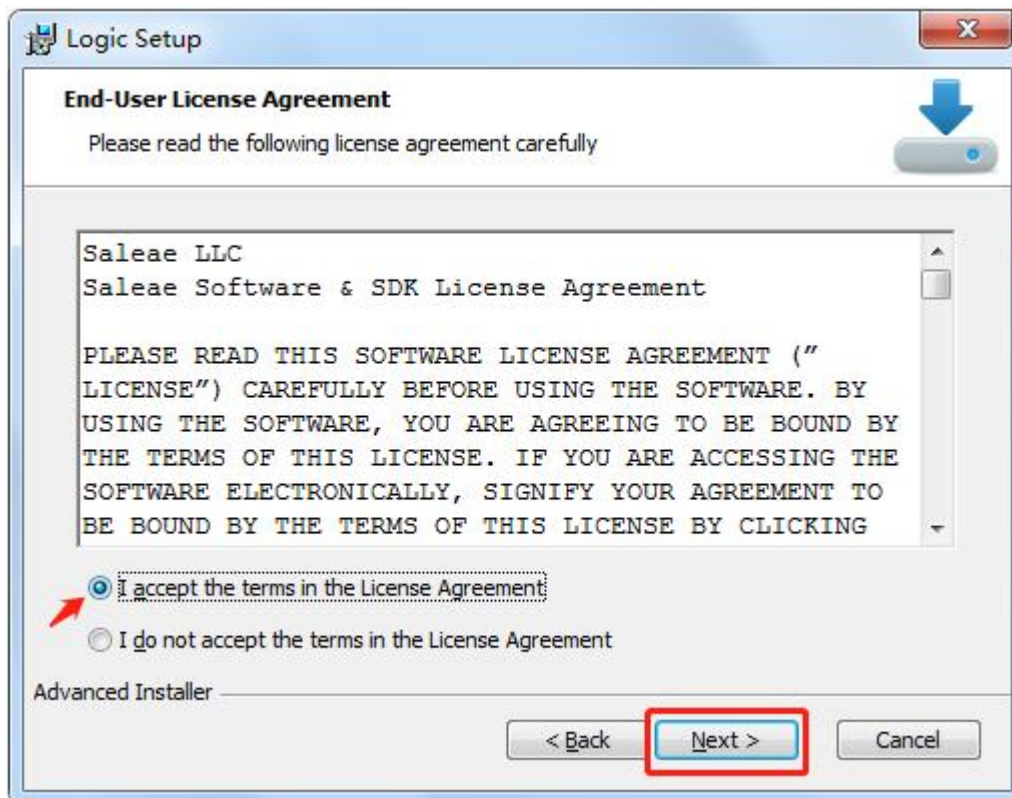 Logic Setup
End-User License Agreement
Please read the following license agreement carefully
Saleae LLC
Saleae Software & SDK License Agreement
PLEASE READ THIS SOFTWARE LICENSE AGREEMENT ("
LICENSE") CAREFULLY BEFORE USING THE SOFTWARE. BY
USING THE SOFTWARE, YOU ARE AGREEING TO BE BOUND BY
THE TERMS OF THIS LICENSE. IF YOU ARE ACCESSING THE
SOFTWARE ELECTRONICALLY, SIGNIFY YOUR AGREEMENT TO
BE BOUND BY THE TERMS OF THIS LICENSE BY CLICKING
I accept the terms in the License Agreement
I do not accept the terms in the License Agreement
Advanced Installer
< Back Next > Cancel